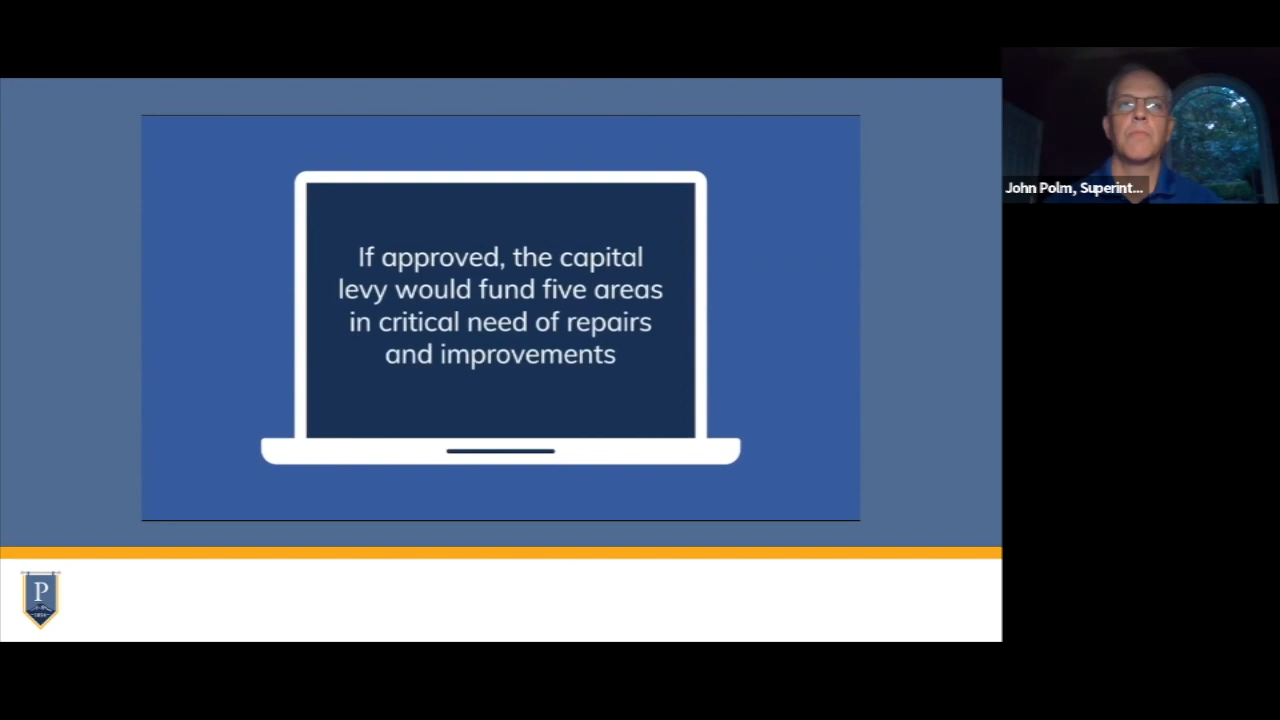 If approved, the capital
levy would fund five areas
in critical need of repairs
and improvements
John Polm, Superint...
P